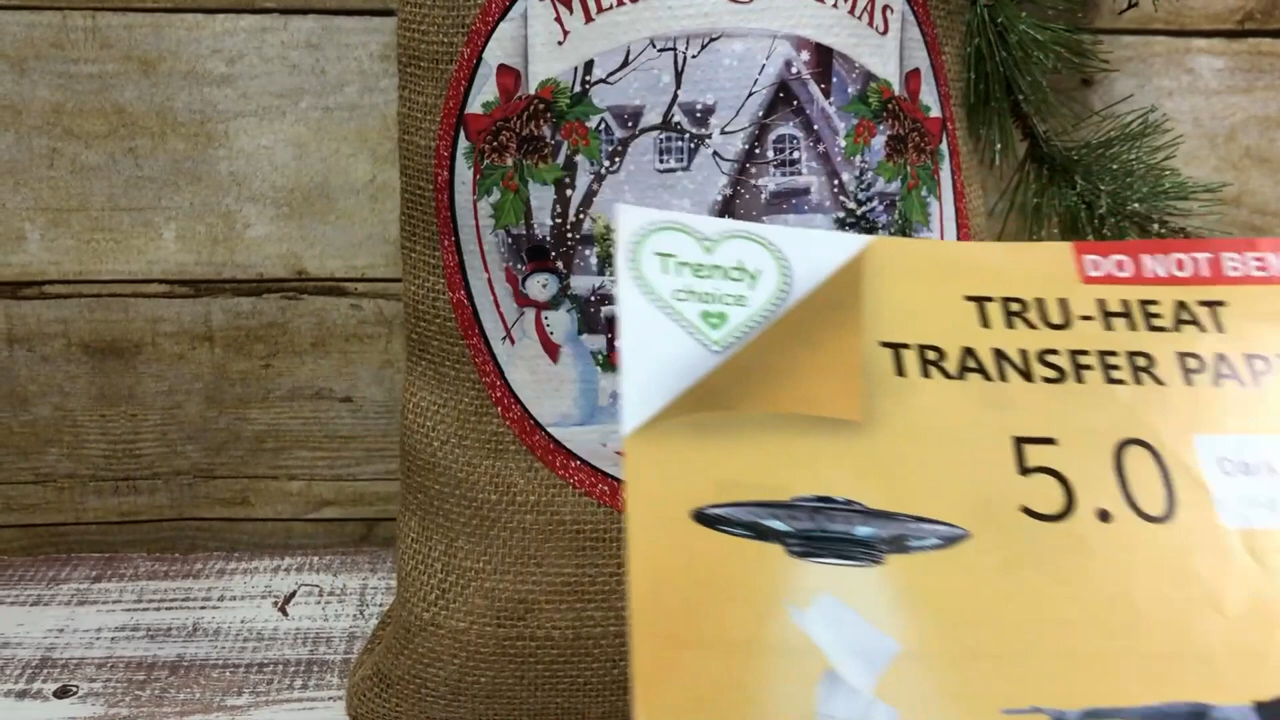 Trendy
choice
DO NOT BEN
TRU-HEAT
TRANSFER PAP
5.0